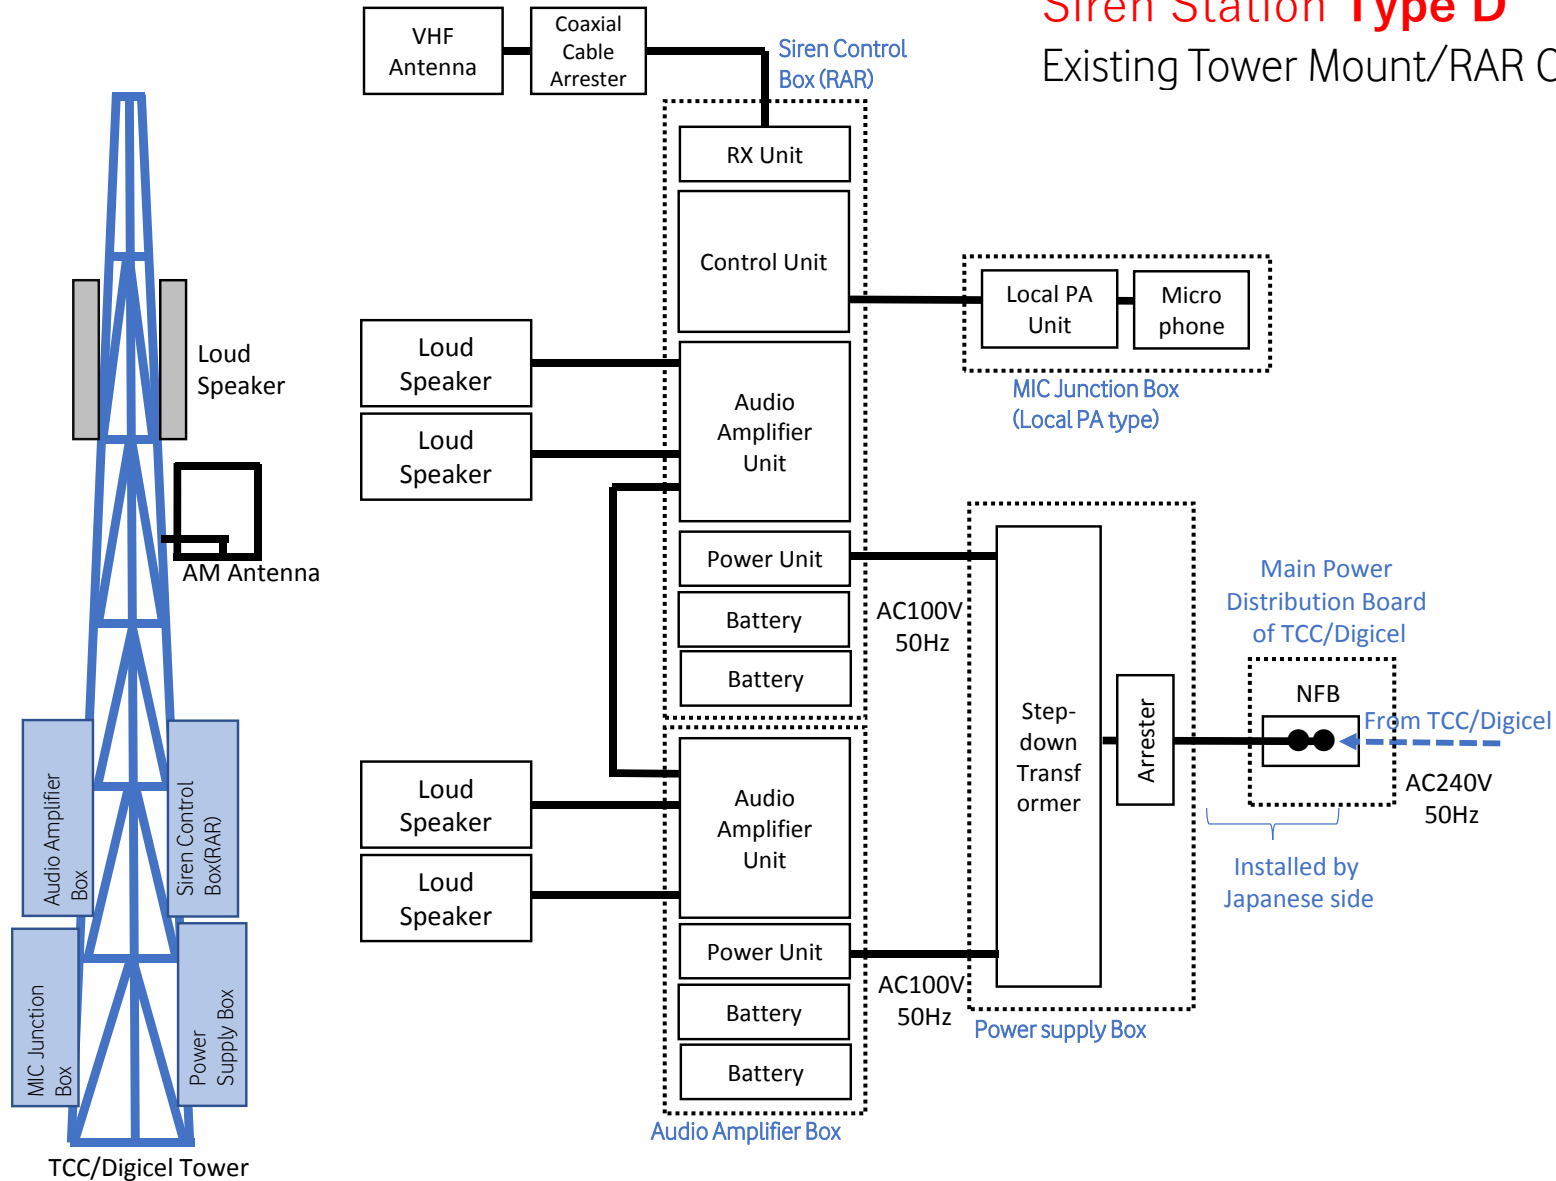 Siren Station Type D
Existing Tower Mount/RAR
VHF
Antenna
Coaxial
Cable
Arrester
Siren Control
Box (RAR)
RX Unit
Control Unit
Local PA
Unit
Micro
phone
MIC Junction Box
(Local PA type)
Loud
Speaker
Loud
Speaker
Loud
Speaker
Audio
Amplifier
Unit
AM Antenna
Power Unit
AC100V
50Hz
Battery
Battery
Main Power
Distribution Board
of TCC/Digicel
NFB
From TCC/Digicel
AC240V
50Hz
Step-
down
Transf
ormer
Arrester
Installed by
Japanese side
Audio Amplifier
Box
Siren Control
Box(RAR)
Loud
Speaker
Loud
Speaker
Audio
Amplifier
Unit
Power Unit
AC100V
50Hz
Battery
Battery
Power supply Box
Audio Amplifier Box
MIC Junction
Box
Power
Supply Box
TCC/Digicel Tower